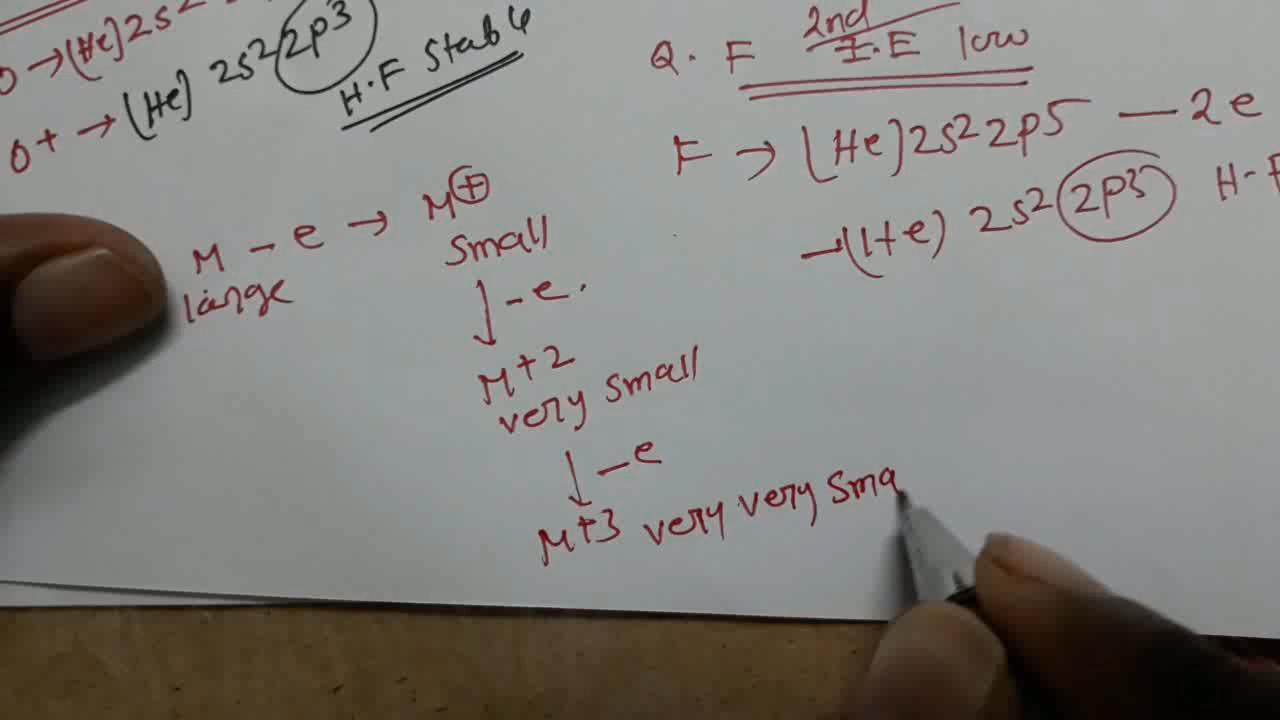 O → (He) 2s²
O+ → (He) 2s² 2p3
H.F Stable
Q. F 2nd I.E low
F → (He) 2s² 2p5 — 2e
→ (He) 2s² 2p3 H-F
M - e → M⊕
large small
↓ - e.
M+2
very small
↓ - e
M+3 very very sma